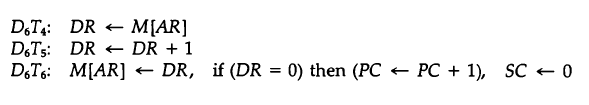 D₆T₄: DR ← M[AR]
D₆T₅: DR ← DR + 1
D₆T₆: M[AR] ← DR, if (DR = 0) then (PC ← PC + 1), SC ← 0